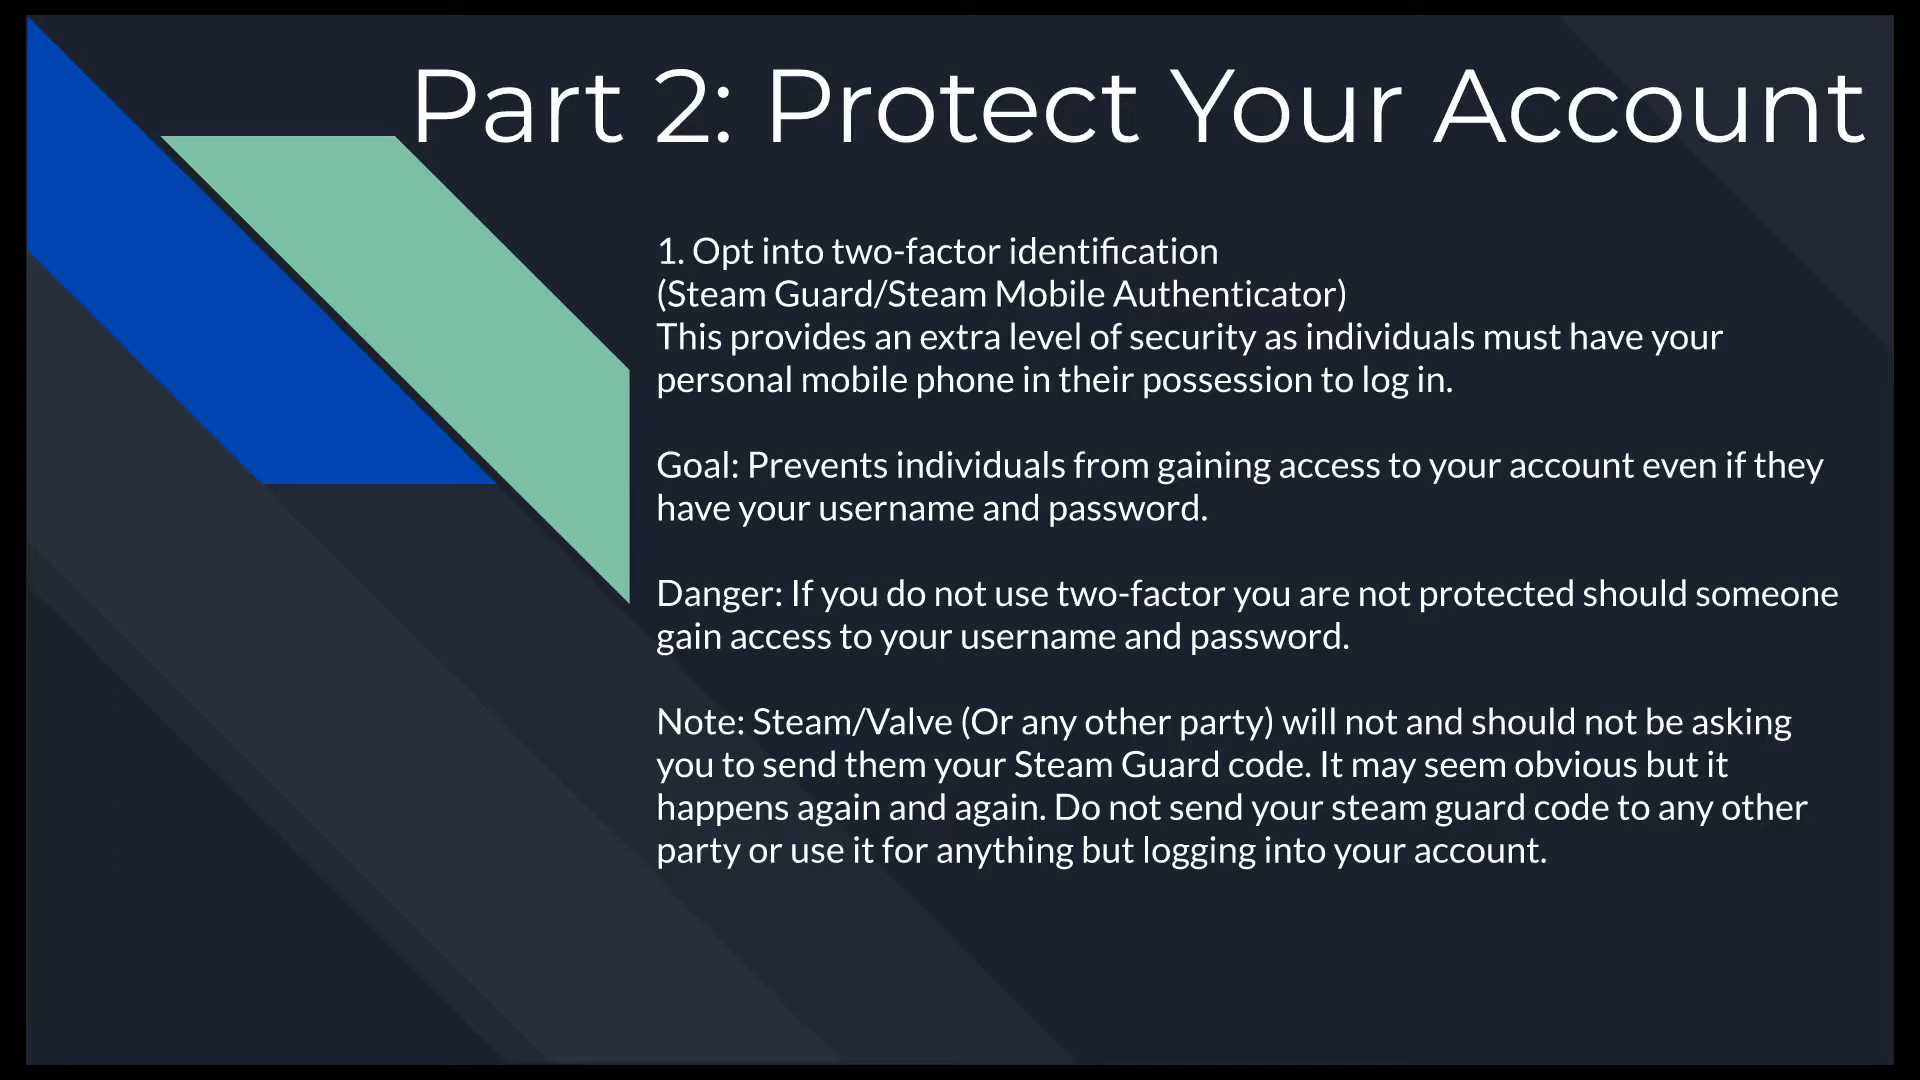 Part 2: Protect Your Account
1. Opt into two-factor identification
(Steam Guard/Steam Mobile Authenticator)
This provides an extra level of security as individuals must have your
personal mobile phone in their possession to log in.
Goal: Prevents individuals from gaining access to your account even if they
have your username and password.
Danger: If you do not use two-factor you are not protected should someone
gain access to your username and password.
Note: Steam/Valve (Or any other party) will not and should not be asking
you to send them your Steam Guard code. It may seem obvious but it
happens again and again. Do not send your steam guard code to any other
party or use it for anything but logging into your account.